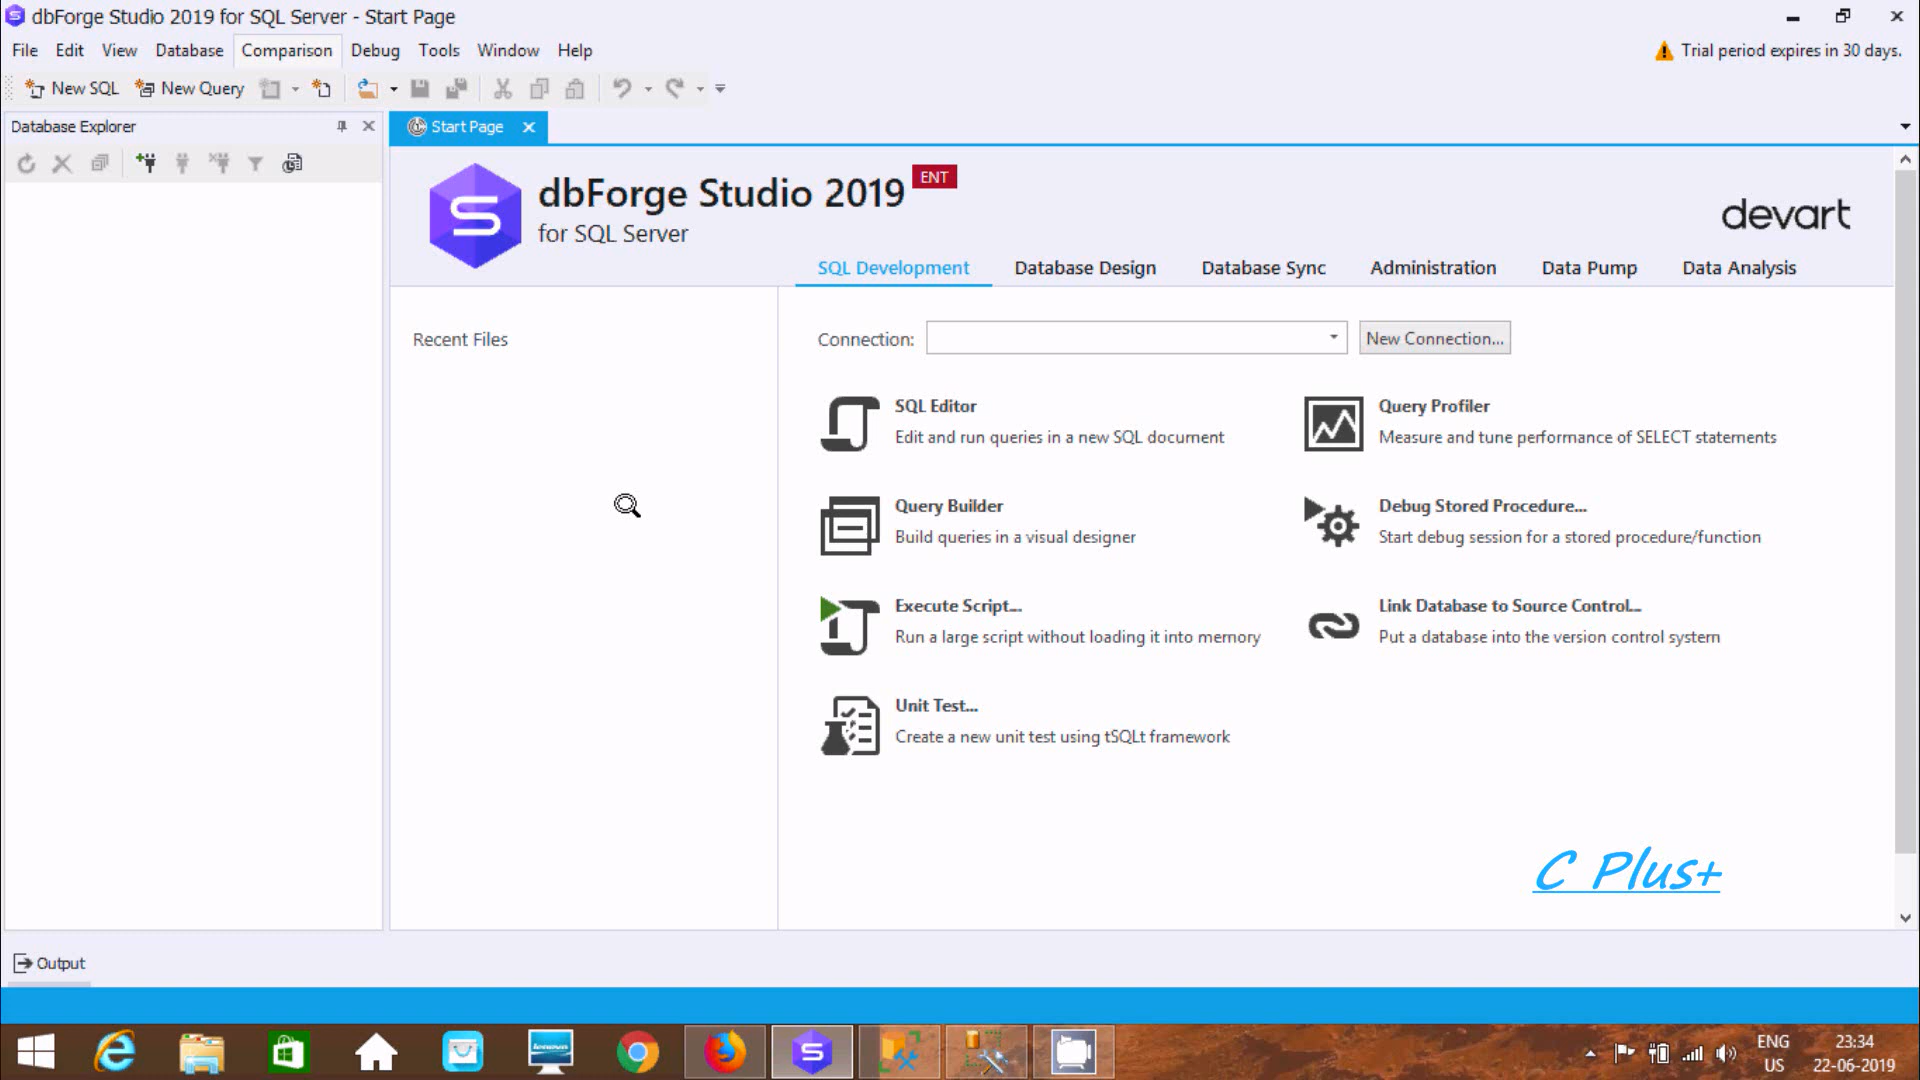 dbForge Studio 2019 for SQL Server - Start Page
File Edit View Database Comparison Debug Tools Window Help
Trial period expires in 30 days.
New SQL New Query
Database Explorer
Start Page
dbForge Studio 2019 ENT
for SQL Server
devart
SQL Development Database Design Database Sync Administration Data Pump Data Analysis
Recent Files
Connection: New Connection...
SQL Editor
Edit and run queries in a new SQL document
Query Profiler
Measure and tune performance of SELECT statements
Query Builder
Build queries in a visual designer
Debug Stored Procedure...
Start debug session for a stored procedure/function
Execute Script...
Run a large script without loading it into memory
Link Database to Source Control...
Put a database into the version control system
Unit Test...
Create a new unit test using tSQLt framework
C Plus+
Output
ENG
US
23:34
22-06-2019